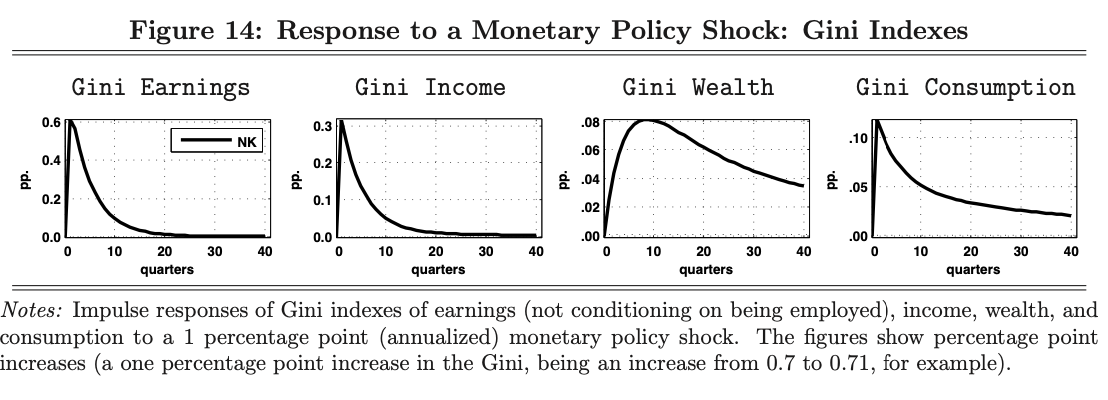 Figure 14: Response to a Monetary Policy Shock: Gini Indexes
Gini Earnings
Gini Income
Gini Wealth
Gini Consumption
0.6
0.4
0.2
0.0
pp.
NK
0 10 20 30 40
quarters
0.3
0.2
0.1
0.0
pp.
0 10 20 30 40
quarters
.08
.06
.04
.02
.00
pp.
0 10 20 30 40
quarters
.10
.05
.00
pp.
0 10 20 30 40
quarters
Notes: Impulse responses of Gini indexes of earnings (not conditioning on being employed), income, wealth, and
consumption to a 1 percentage point (annualized) monetary policy shock. The figures show percentage point
increases (a one percentage point increase in the Gini, being an increase from 0.7 to 0.71, for example).